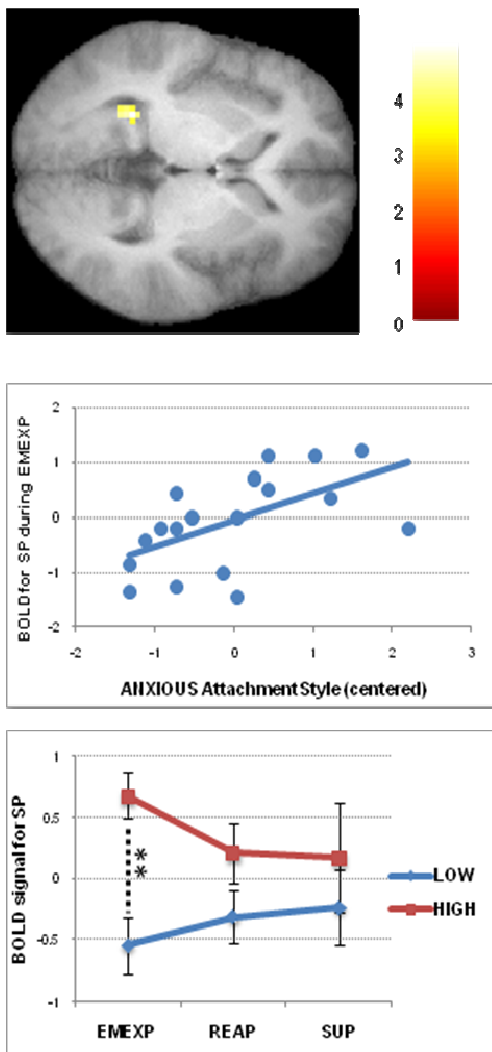 4
3
2
1
0
BOLD for SP during EMEXP
2
1
0
-1
-2
-2 -1 0 1 2 3
ANXIOUS Attachment Style (centered)
BOLD signal for SP
1
0.5
0
-0.5
-1
**
LOW
HIGH
EMEXP REAP SUP